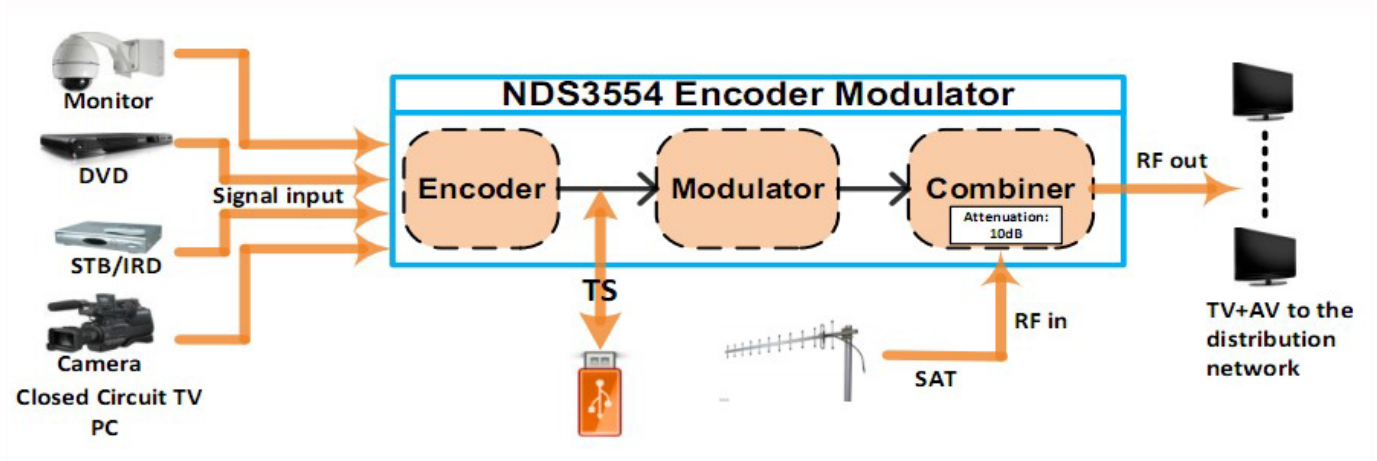 NDS3554 Encoder Modulator
Monitor
DVD
Signal input
STB/IRD
Camera
Closed Circuit TV
PC
Encoder
TS
Modulator
Combiner
Attenuation:
10dB
SAT
RF in
RF out
TV+AV to the
distribution
network